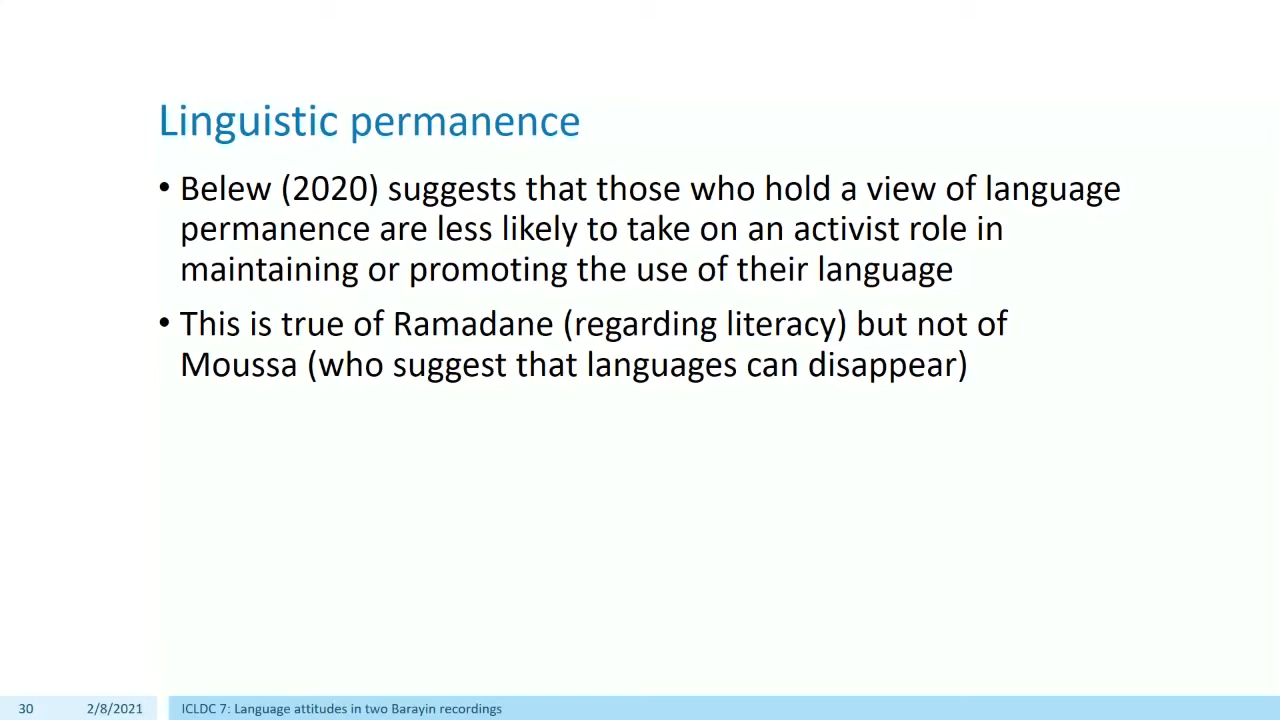 Linguistic permanence
• Belew (2020) suggests that those who hold a view of language
permanence are less likely to take on an activist role in
maintaining or promoting the use of their language
• This is true of Ramadane (regarding literacy) but not of
Moussa (who suggest that languages can disappear)
30 2/8/2021 ICLDC 7: Language attitudes in two Barayin recordings